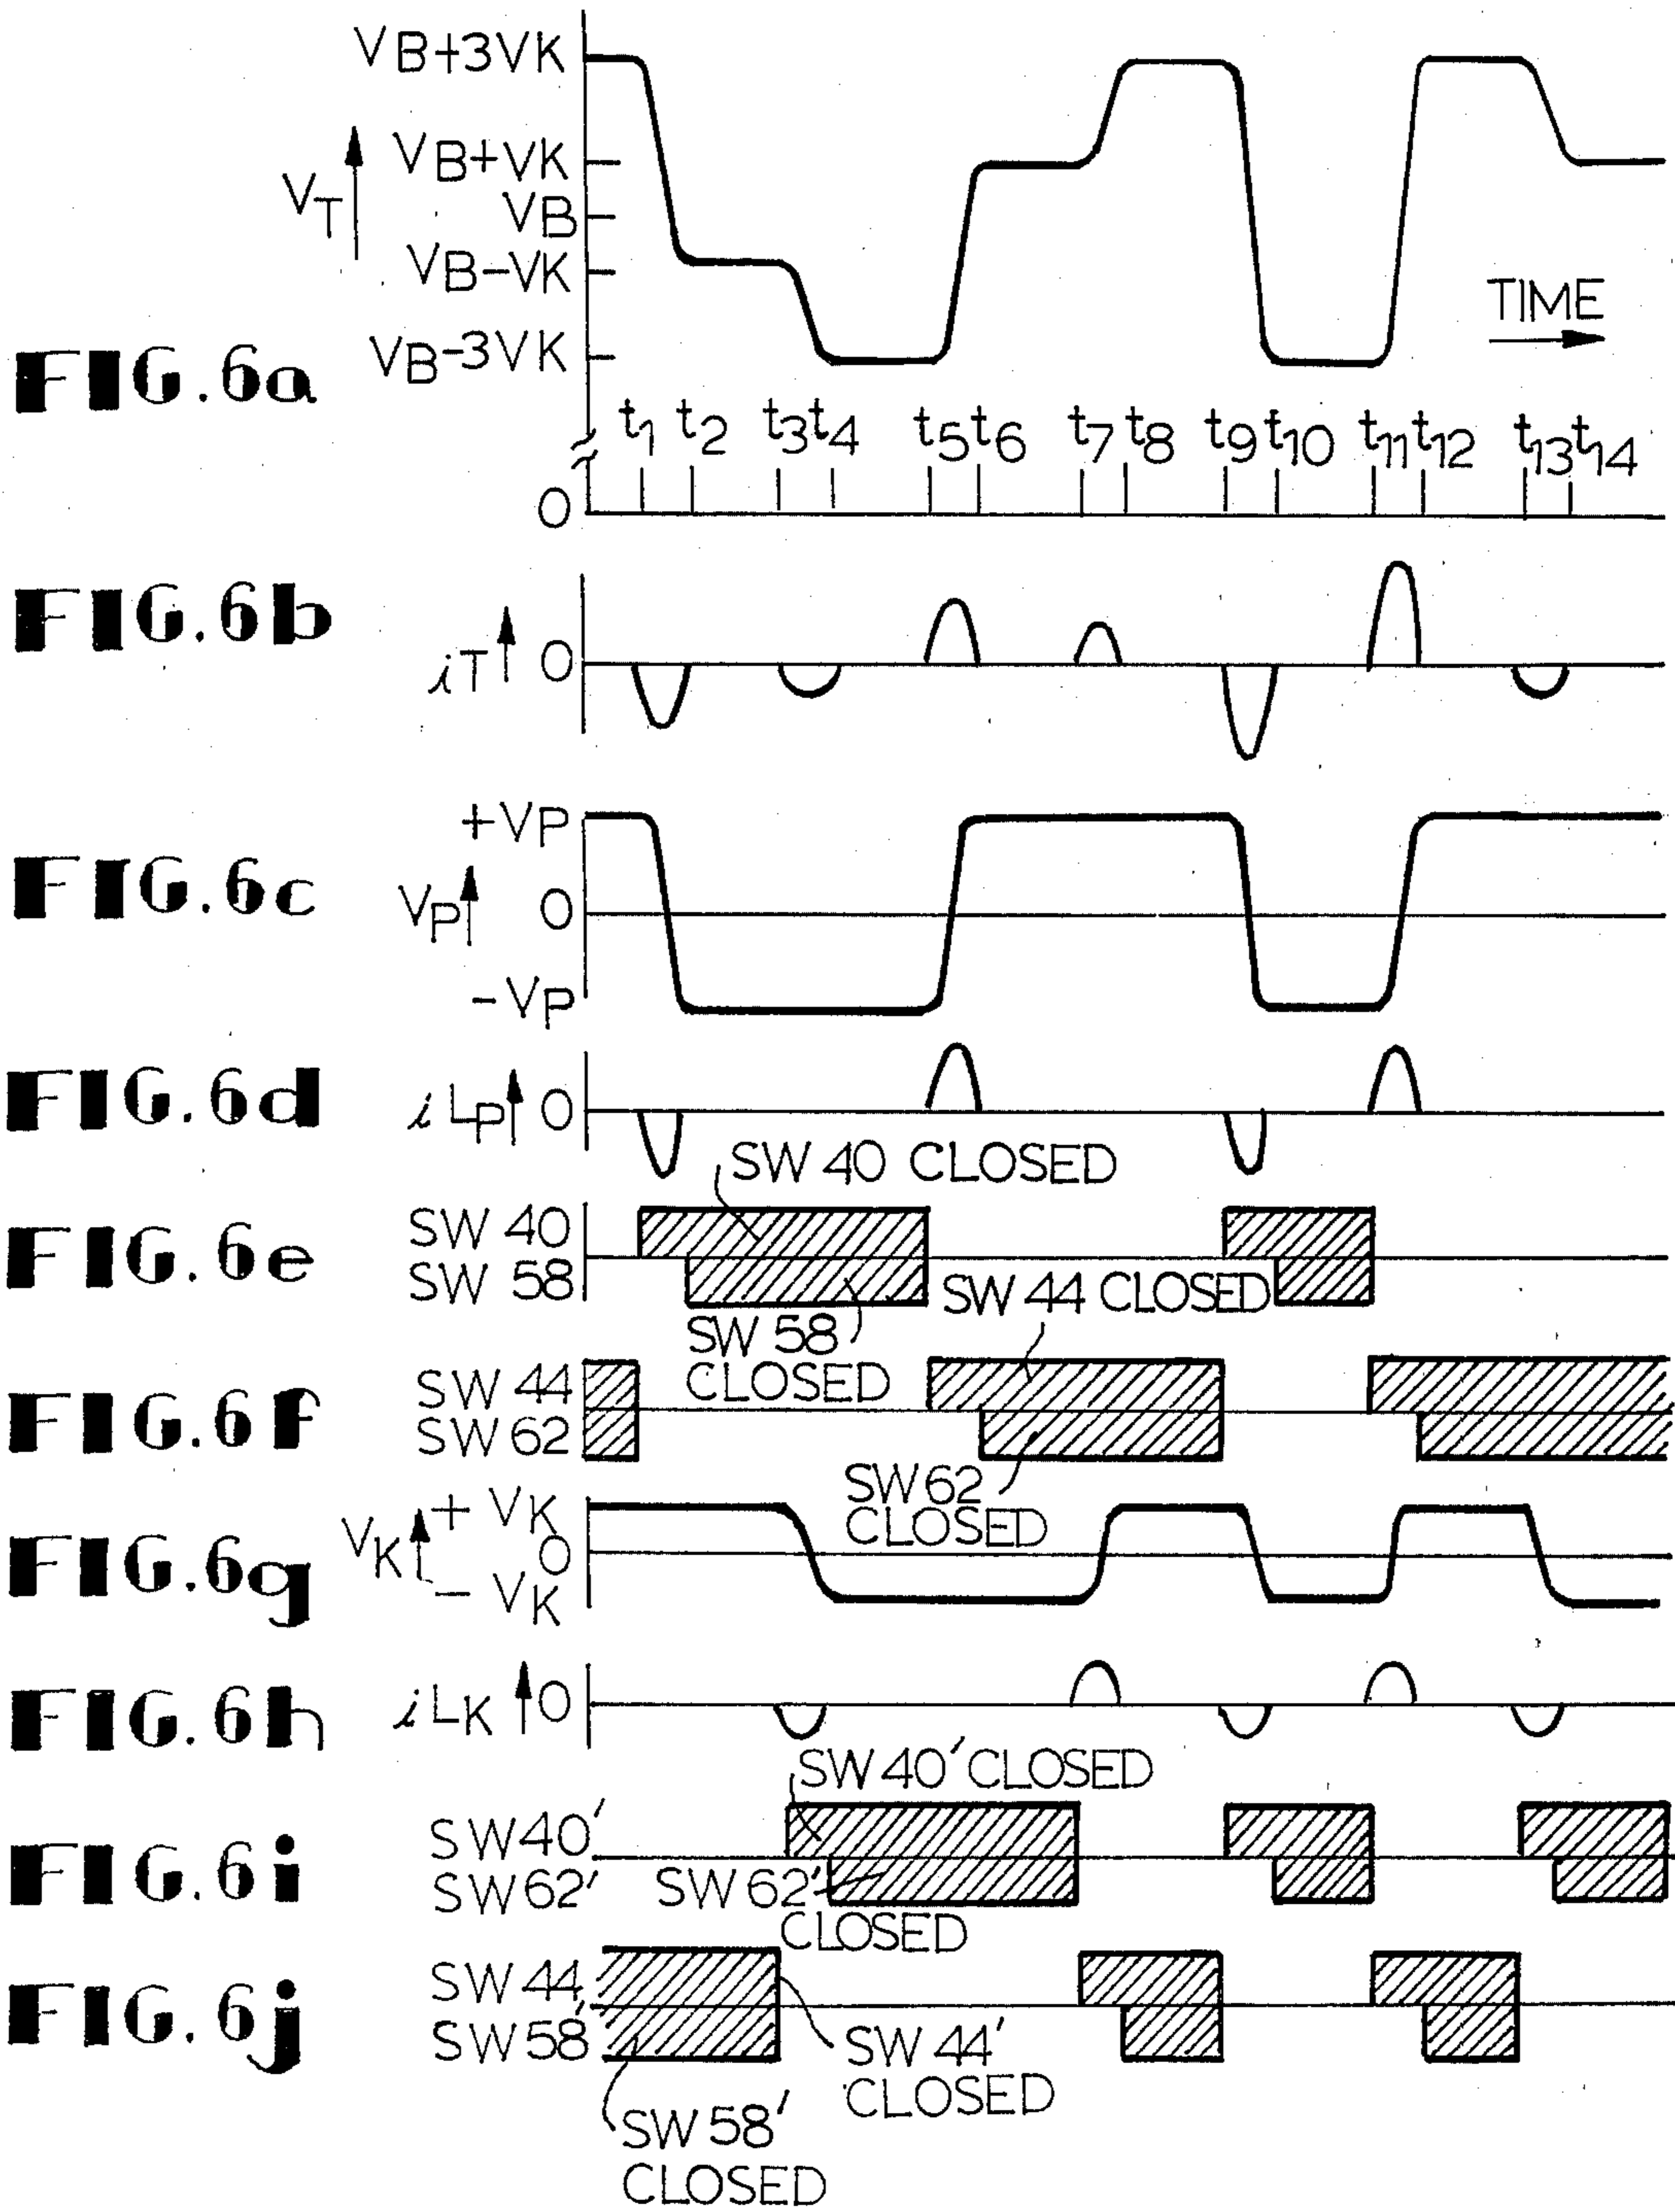 VB+3VK
VB+VK
VT
VB
VB-VK
TIME
VB-3VK
FIG.6a
t1 t2 t3 t4 t5 t6 t7 t8 t9 t10 t11 t12 t13 t14
0
FIG.6b
iT 0
+VP
FIG.6c
VP 0
-VP
FIG.6d
iLP 0
SW 40 CLOSED
SW 40
FIG.6e
SW 58
SW 44 CLOSED
SW 58
CLOSED
SW 44
FIG.6f
SW 62
SW 62
CLOSED
+ VK
VK 0
FIG.6g
- VK
FIG.6h
iLK 0
SW 40' CLOSED
SW40'
FIG.6i
SW62'
SW 62'
CLOSED
SW 44
FIG.6j
SW 58'
SW 44'
CLOSED
SW 58'
CLOSED